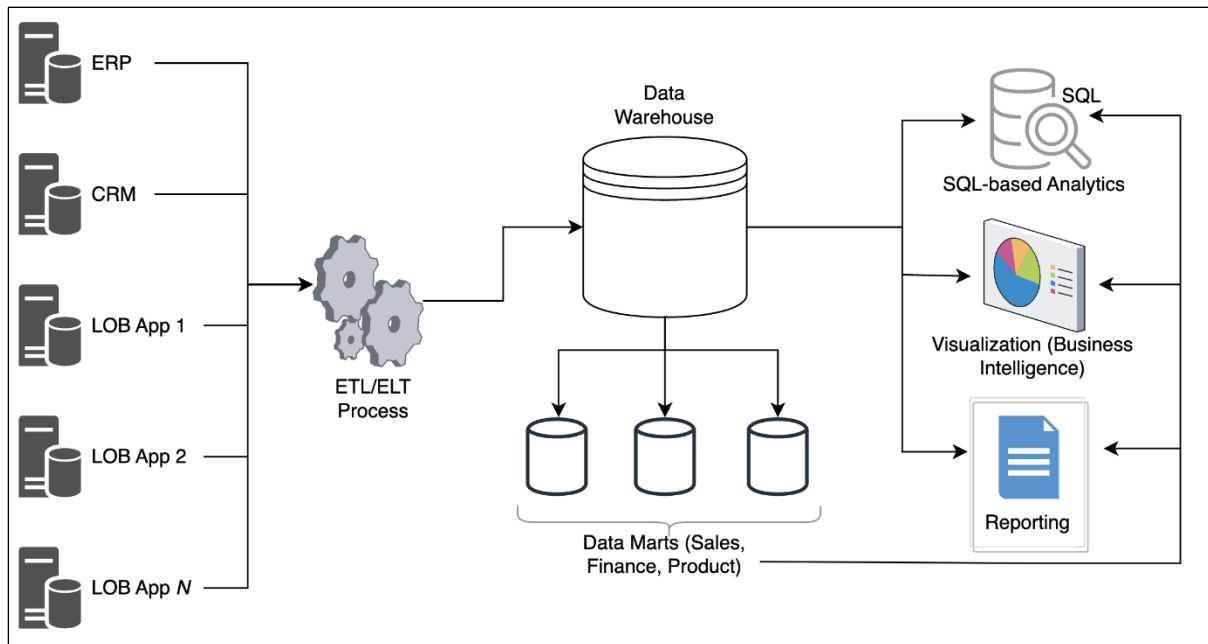 ERP
CRM
LOB App 1
LOB App 2
LOB App N
ETL/ELT
Process
Data
Warehouse
Data Marts (Sales,
Finance, Product)
SQL
SQL-based Analytics
Visualization (Business
Intelligence)
Reporting